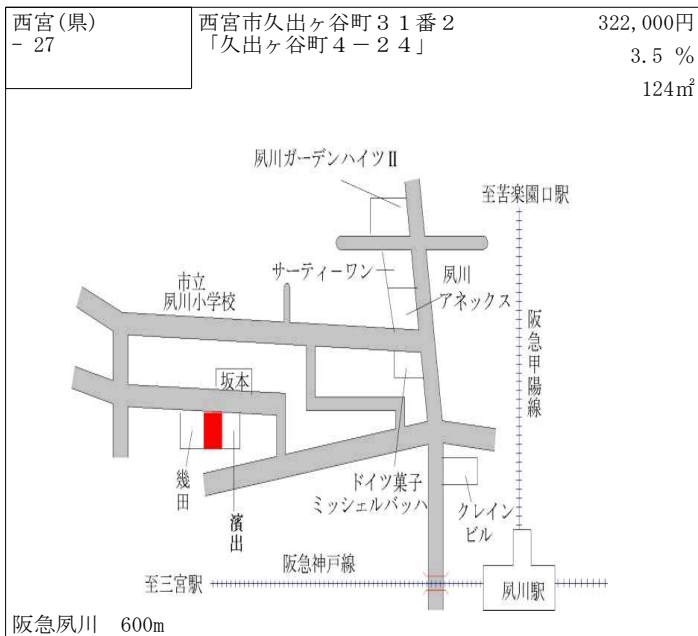 西宮(県)
- 27
西宮市久出ヶ谷町３１番２
「久出ヶ谷町４－２４」
322,000円
3.5 %
124㎡
夙川ガーデンハイツⅡ
至苦楽園口駅
サーティーワン
夙川
アネックス
市立
夙川小学校
阪急甲陽線
坂本
幾田
濱出
ドイツ菓子
ミッシェルバッハ
クレイン
ビル
阪急神戸線
至三宮駅
夙川駅
阪急夙川　600m